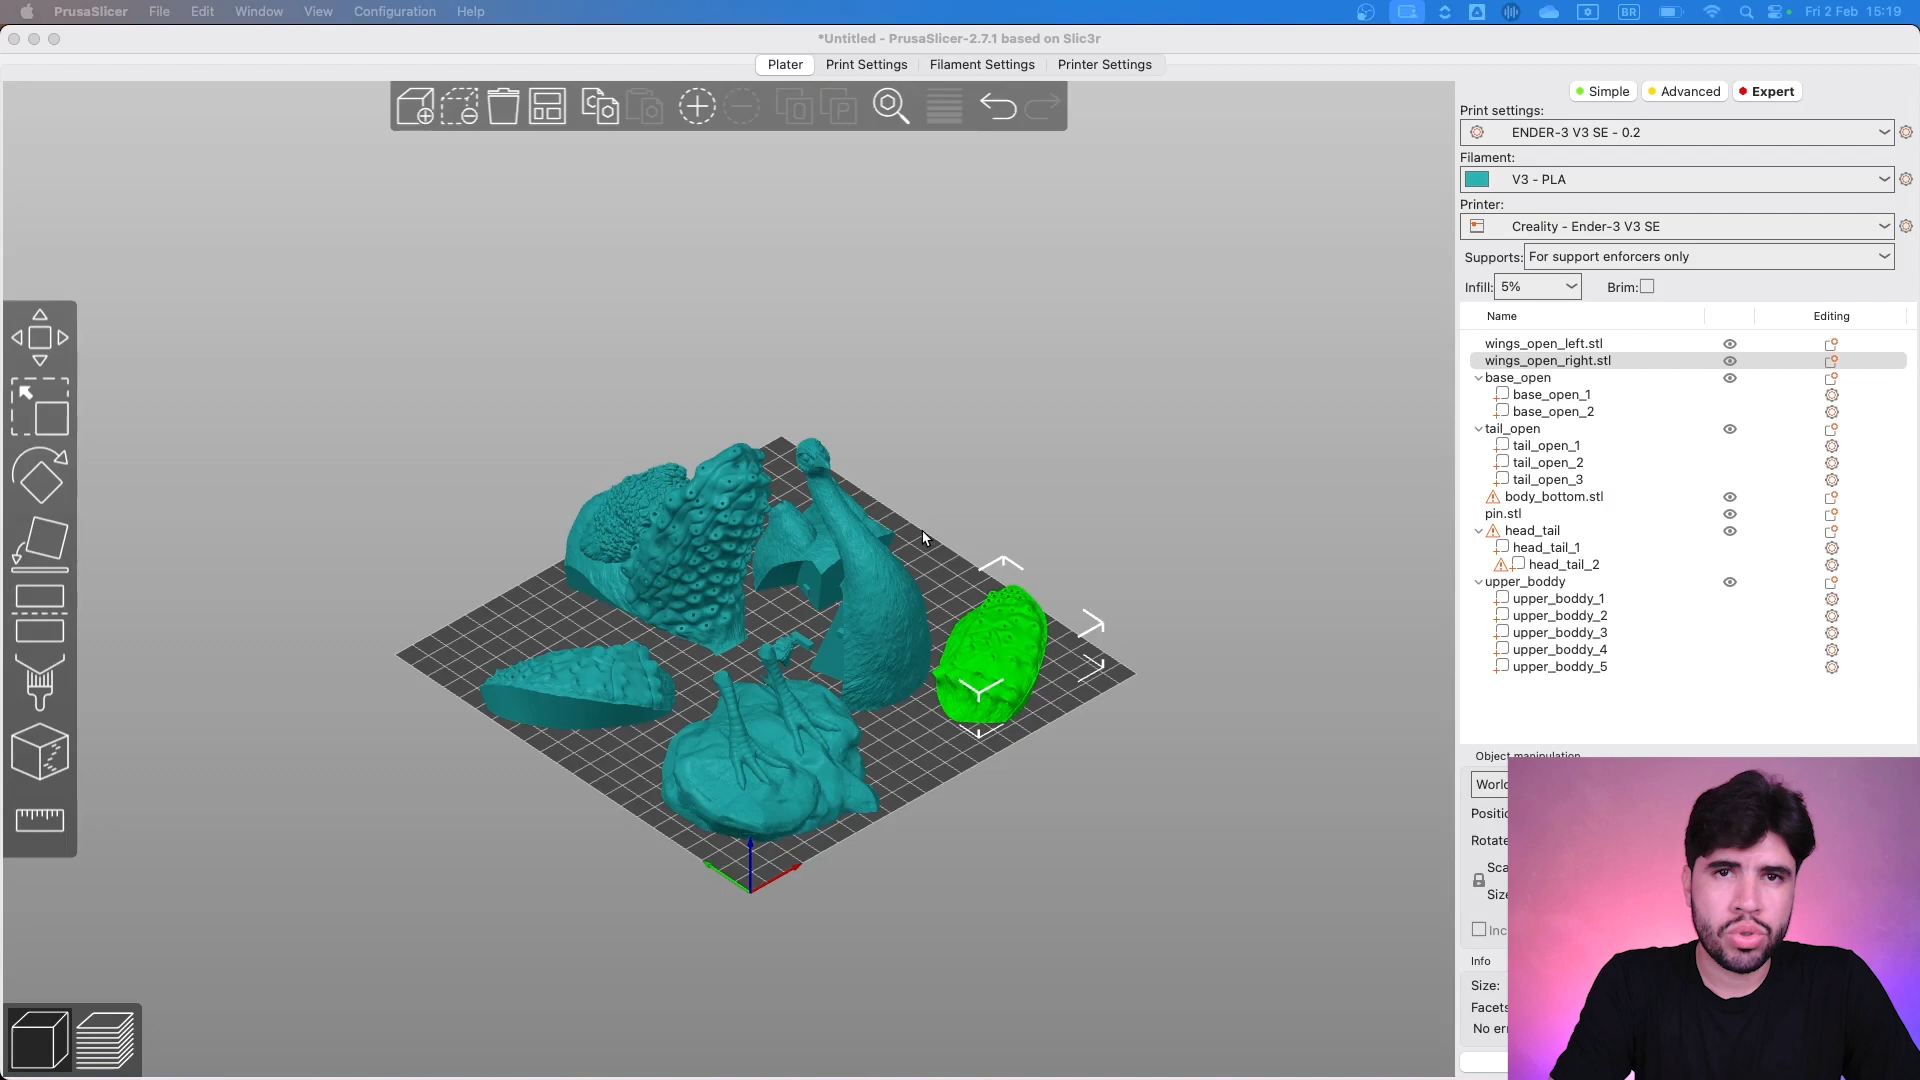 PrusaSlicer File Edit Window View Configuration Help BR Fri 2 Feb 15:19
*Untitled - PrusaSlicer-2.7.1 based on Slic3r
Plater Print Settings Filament Settings Printer Settings
Simple Advanced Expert
Print settings:
ENDER-3 V3 SE - 0.2
Filament:
V3 - PLA
Printer:
Creality - Ender-3 V3 SE
Supports: For support enforcers only
Infill: 5% Brim:
Name Editing
wings_open_left.stl
wings_open_right.stl
base_open
base_open_1
base_open_2
tail_open
tail_open_1
tail_open_2
tail_open_3
body_bottom.stl
pin.stl
head_tail
head_tail_1
head_tail_2
upper_boddy
upper_boddy_1
upper_boddy_2
upper_boddy_3
upper_boddy_4
upper_boddy_5
Object manipulation
Info
Size: